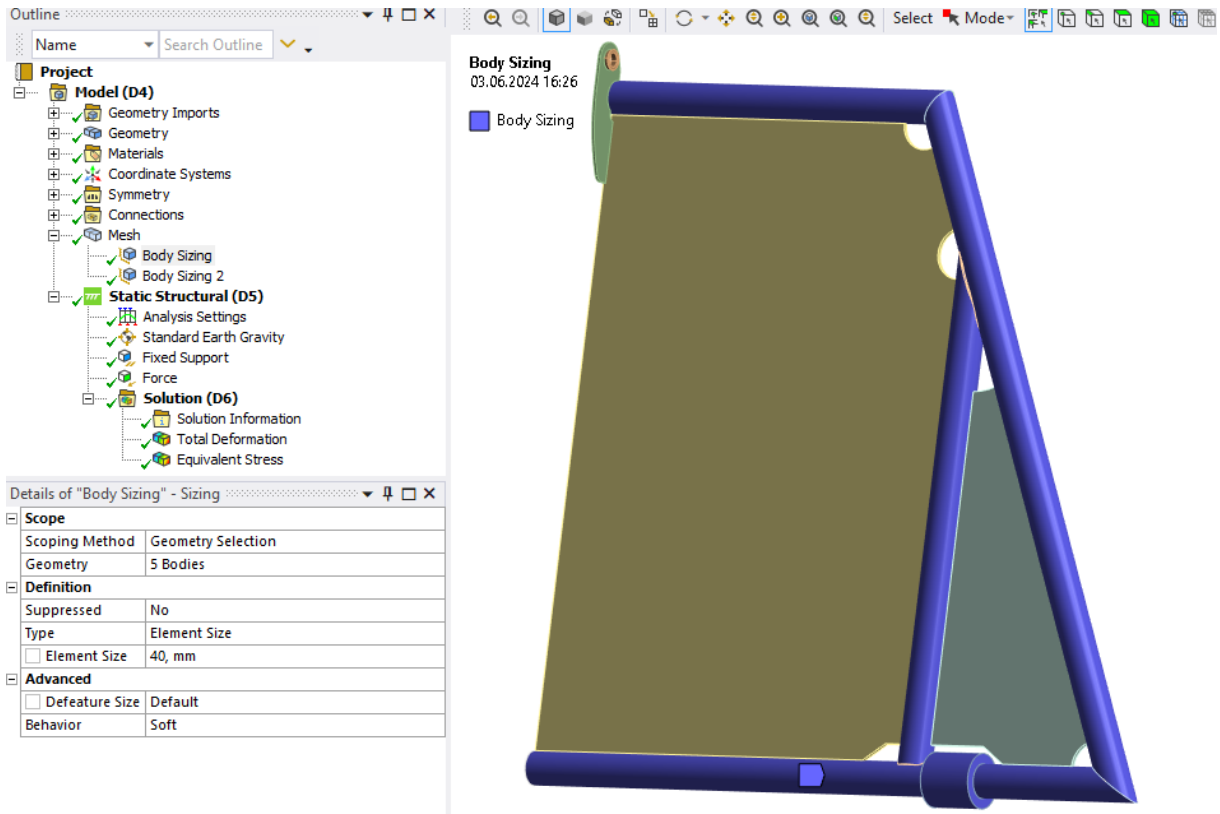 Outline
Name
Search Outline
Project
Model (D4)
Geometry Imports
Geometry
Materials
Coordinate Systems
Symmetry
Connections
Mesh
Body Sizing
Body Sizing 2
Static Structural (D5)
Analysis Settings
Standard Earth Gravity
Fixed Support
Force
Solution (D6)
Solution Information
Total Deformation
Equivalent Stress
Details of "Body Sizing" - Sizing
Scope
Scoping Method Geometry Selection
Geometry 5 Bodies
Definition
Suppressed No
Type Element Size
Element Size 40, mm
Advanced
Defeature Size Default
Behavior Soft
Select Mode
Body Sizing
03.06.2024 16:26
Body Sizing